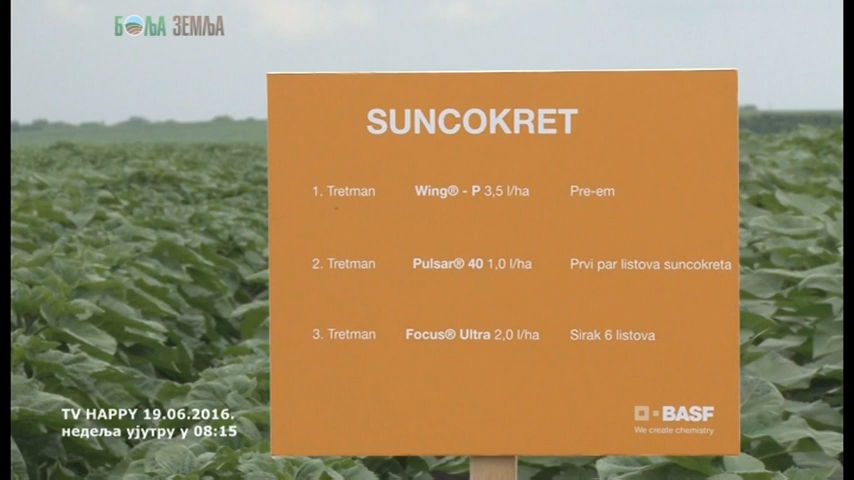 БОЉА ЗЕМЉА
SUNCOKRET
1. Tretman Wing® - P 3,5 l/ha Pre-em
2. Tretman Pulsar® 40 1,0 l/ha Prvi par listova suncokreta
3. Tretman Focus® Ultra 2,0 l/ha Sirak 6 listova
BASF
We create chemistry
TV HAPPY 19.06.2016.
недеља ујутру у 08:15